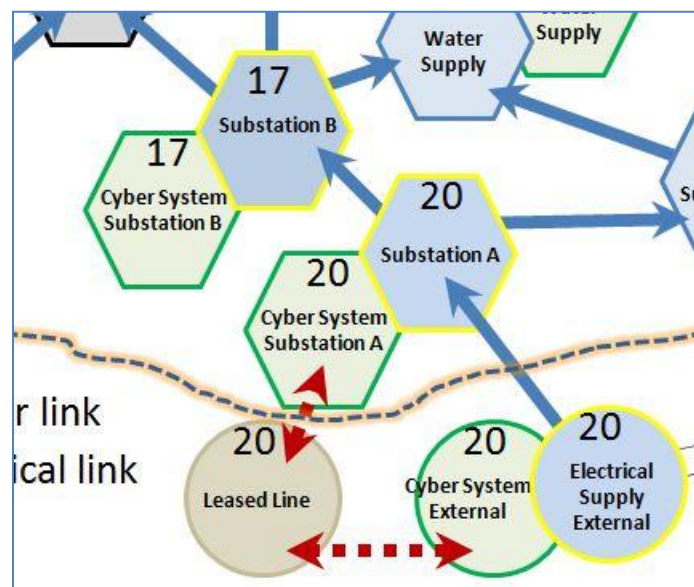 Supply
Water
Supply
17
Substation B
17
Cyber System
Substation B
20
Substation A
20
Cyber System
Substation A
r link
ical link
20
Leased Line
20
Cyber System
External
20
Electrical
Supply
External